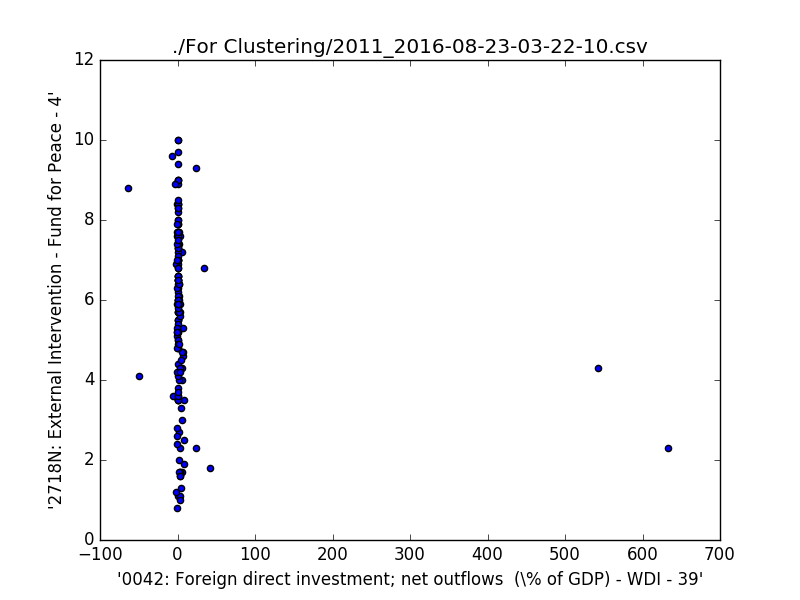 ./For Clustering/2011_2016-08-23-03-22-10.csv
12
10
8
6
4
2
0
'2718N: External Intervention - Fund for Peace - 4'
−100 0 100 200 300 400 500 600 700
'0042: Foreign direct investment; net outflows  (\% of GDP) - WDI - 39'